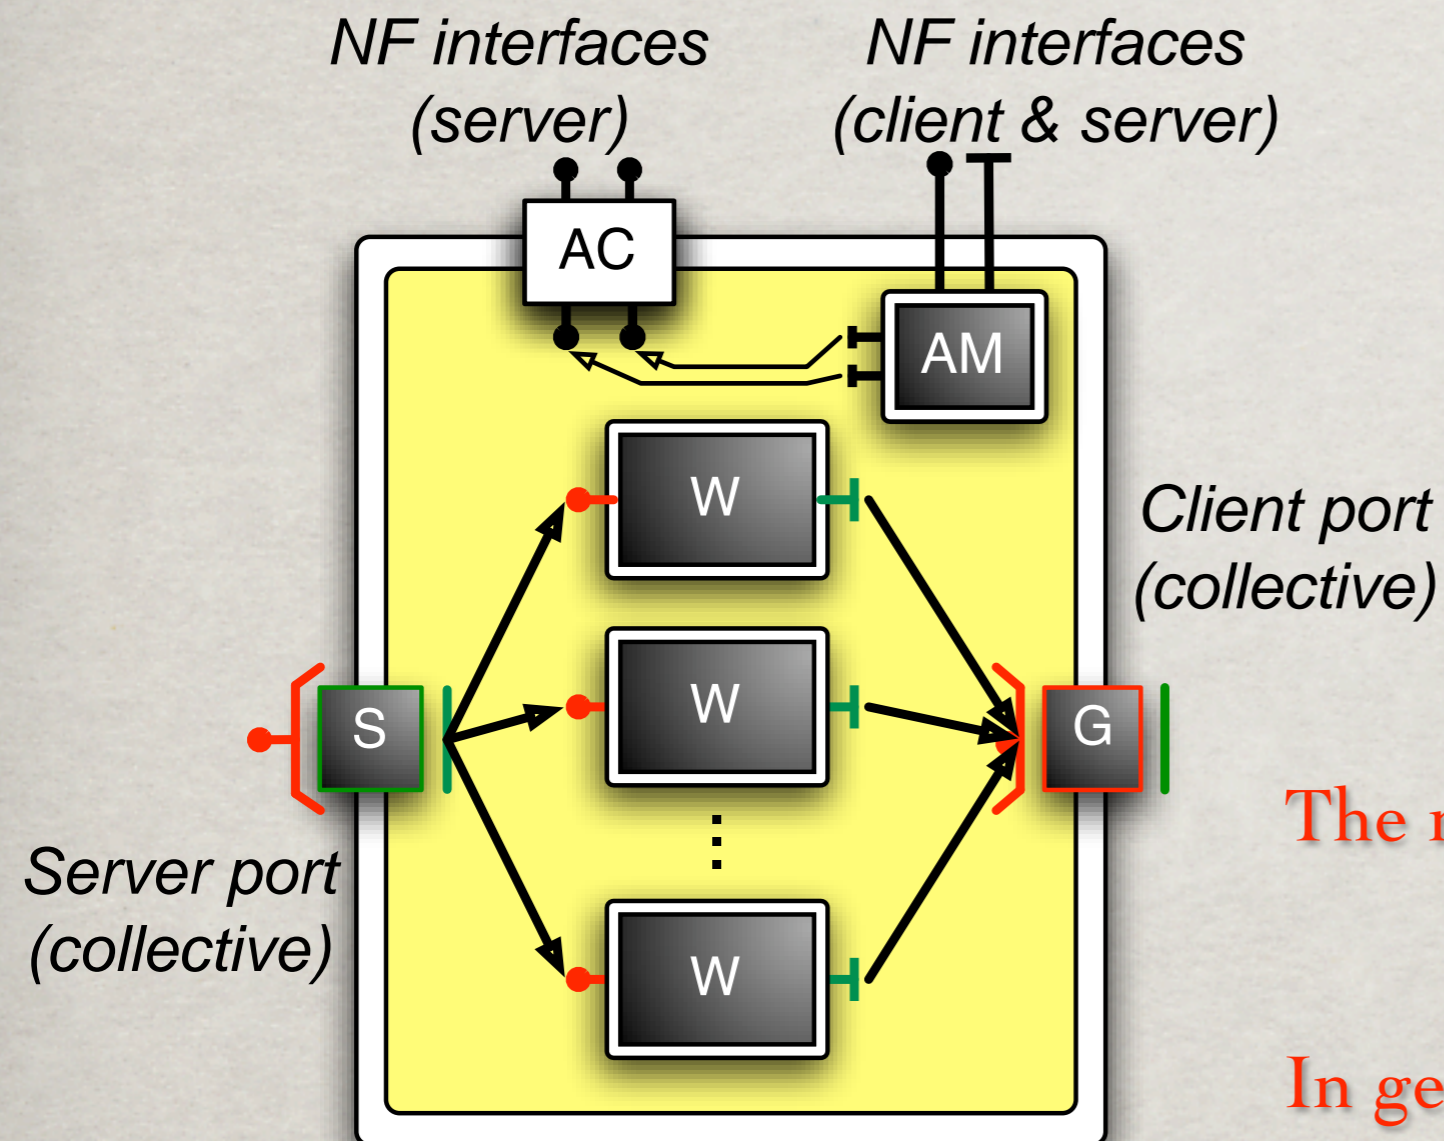 NF interfaces
(server)
NF interfaces
(client & server)
AC
AM
W
Client port
(collective)
W
S
G
The
Server port
(collective)
W
In